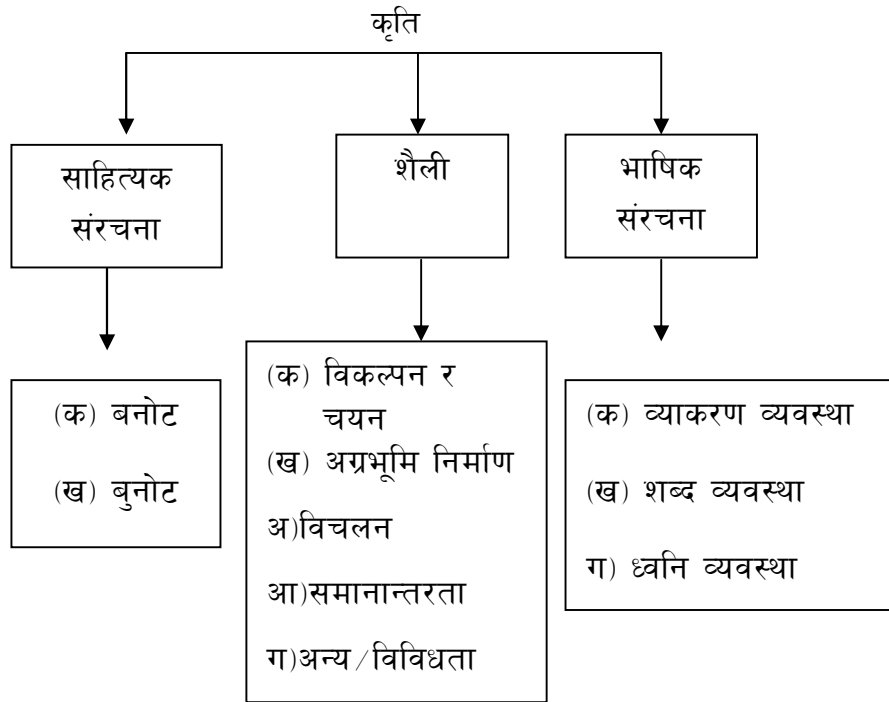 कृति
साहित्यक
संरचना
शैली
भाषिक
संरचना
(क) बनोट
(ख) बुनोट
(क) विकल्पन र
चयन
(ख) अग्रभूमि निर्माण
अ)विचलन
आ)समानान्तरता
ग)अन्य/विविधता
(क) व्याकरण व्यवस्था
(ख) शब्द व्यवस्था
ग) ध्वनि व्यवस्था